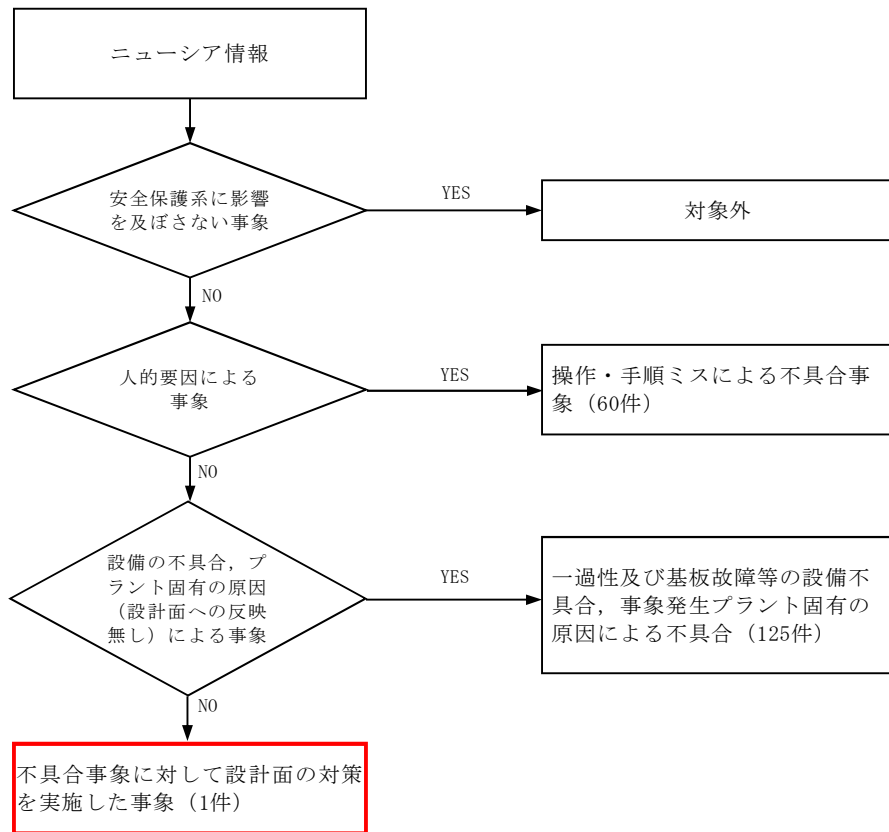 ニューシア情報
安全保護系に影響
を及ぼさない事象
YES
対象外
NO
人的要因による
事象
YES
操作・手順ミスによる不具合事
象（60件）
NO
設備の不具合，プ
ラント固有の原因
（設計面への反映
無し）による事象
YES
一過性及び基板故障等の設備不
具合，事象発生プラント固有の
原因による不具合（125件）
NO
不具合事象に対して設計面の対策
を実施した事象（1件）